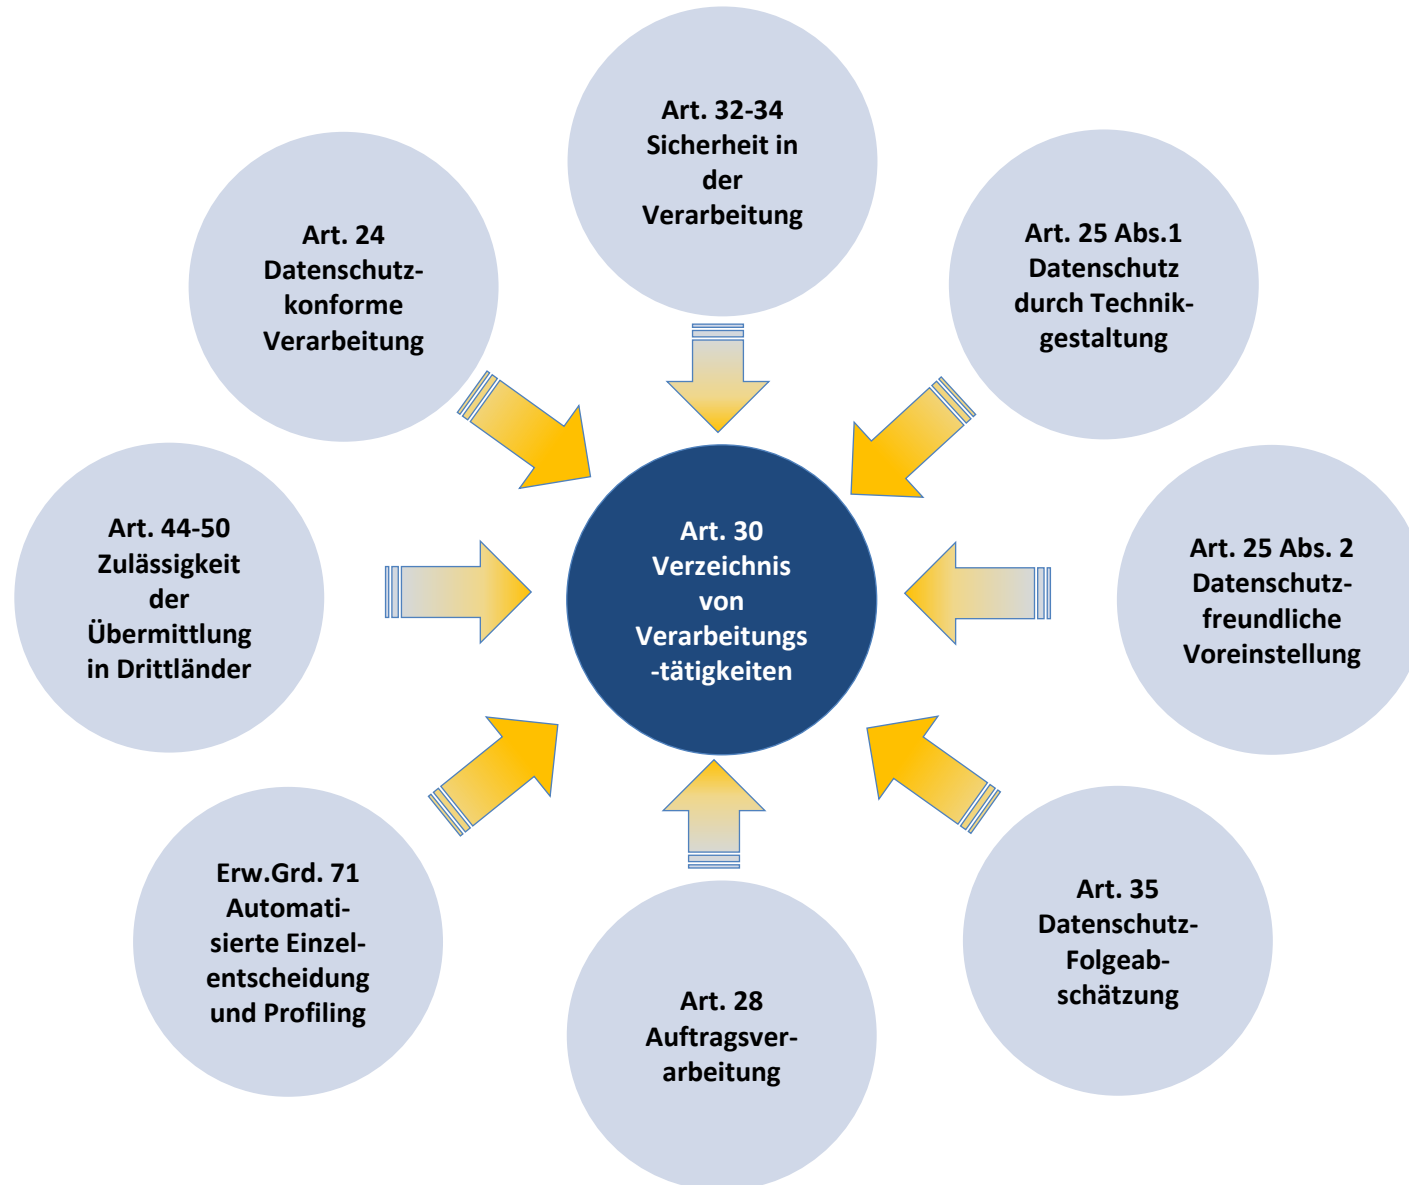 Art. 32-34
Sicherheit in
der
Verarbeitung
Art. 24
Datenschutz-
konforme
Verarbeitung
Art. 25 Abs.1
Datenschutz
durch Technik-
gestaltung
Art. 44-50
Zulässigkeit
der
Übermittlung
in Drittländer
Art. 30
Verzeichnis
von
Verarbeitungs
-tätigkeiten
Art. 25 Abs. 2
Datenschutz-
freundliche
Voreinstellung
Erw.Grd. 71
Automati-
sierte Einzel-
entscheidung
und Profiling
Art. 28
Auftragsver-
arbeitung
Art. 35
Datenschutz-
Folgeab-
schätzung